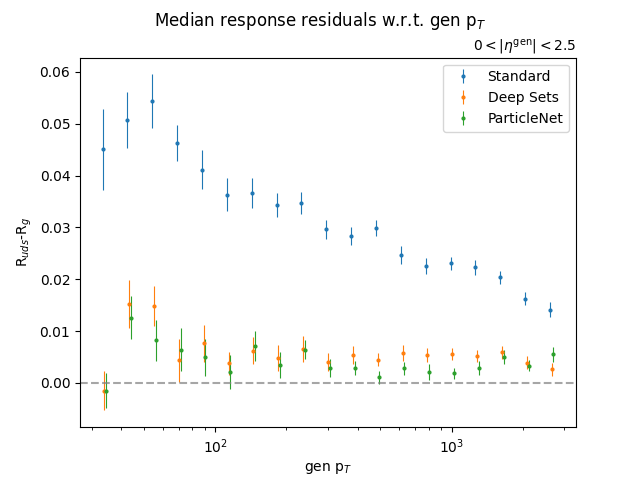 Median response residuals w.r.t. gen p_T
0 < |η^gen| < 2.5
Standard
Deep Sets
ParticleNet
R_uds-R_g
0.06
0.05
0.04
0.03
0.02
0.01
0.00
10^2
10^3
gen p_T